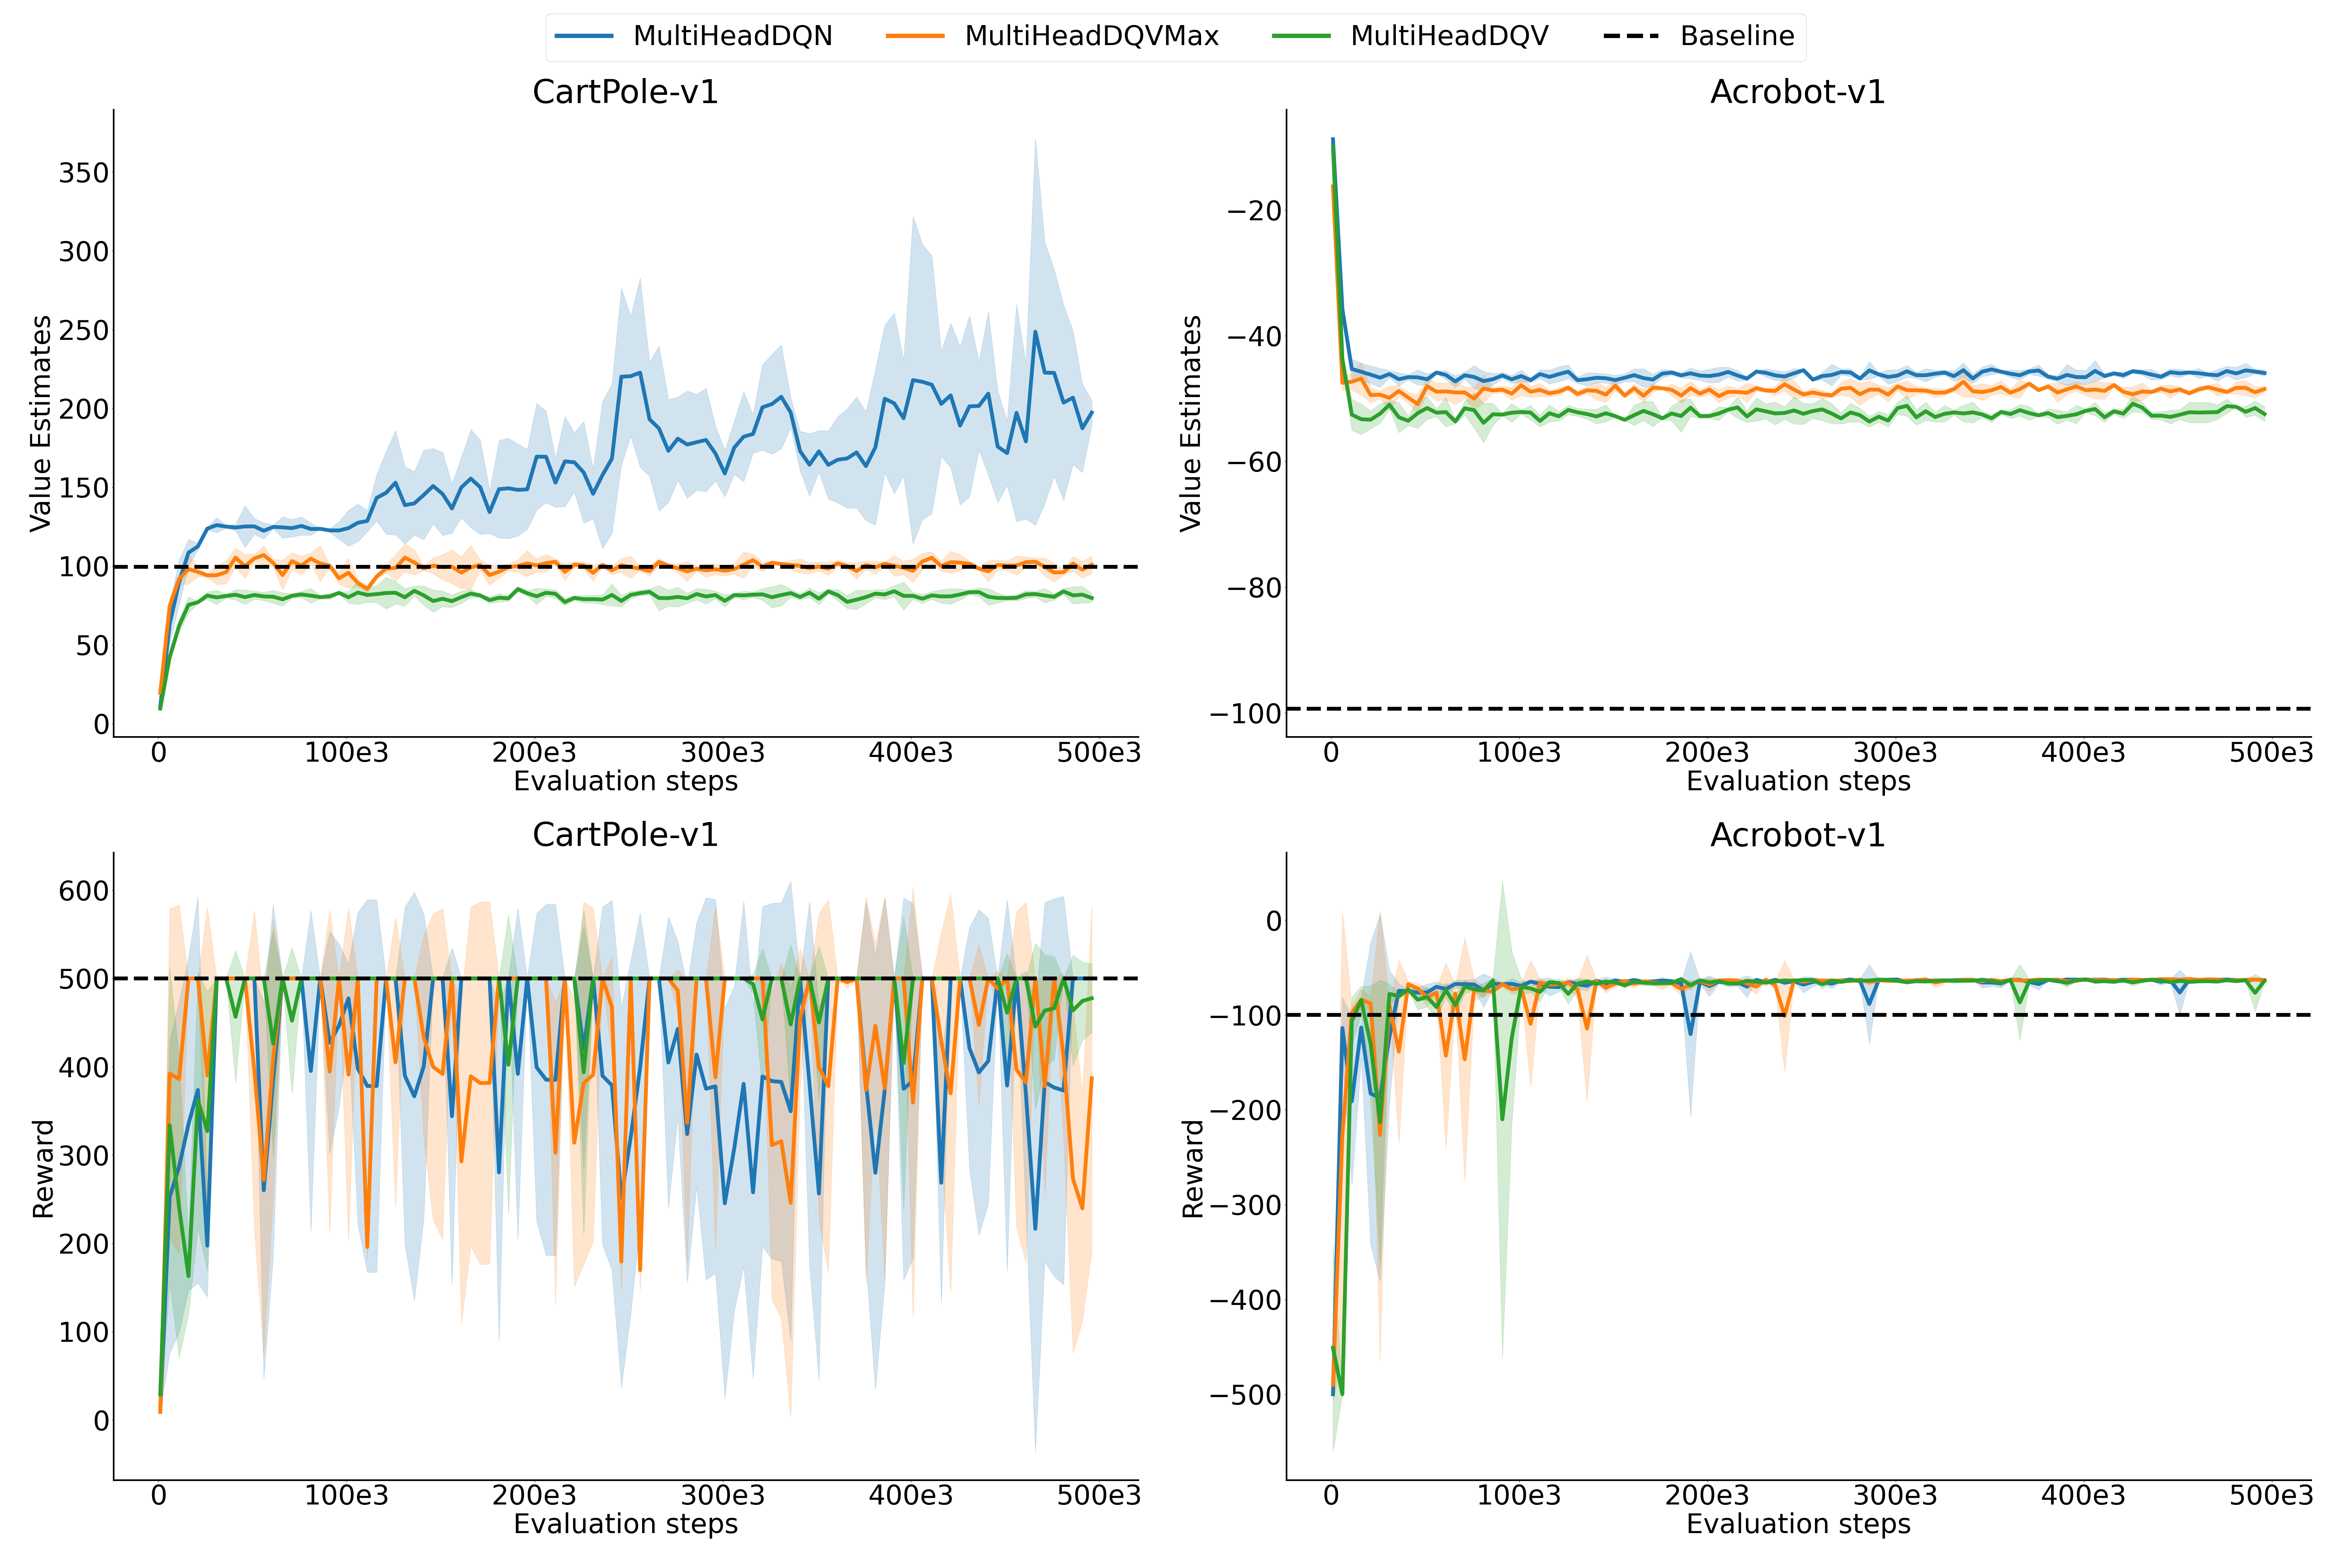 MultiHeadDQN MultiHeadDQVMax MultiHeadDQV Baseline
CartPole-v1
Value Estimates
350
300
250
200
150
100
50
0
0 100e3 200e3 300e3 400e3 500e3
Evaluation steps
Acrobot-v1
Value Estimates
−20
−40
−60
−80
−100
0 100e3 200e3 300e3 400e3 500e3
Evaluation steps
CartPole-v1
Reward
600
500
400
300
200
100
0
0 100e3 200e3 300e3 400e3 500e3
Evaluation steps
Acrobot-v1
Reward
0
−100
−200
−300
−400
−500
0 100e3 200e3 300e3 400e3 500e3
Evaluation steps